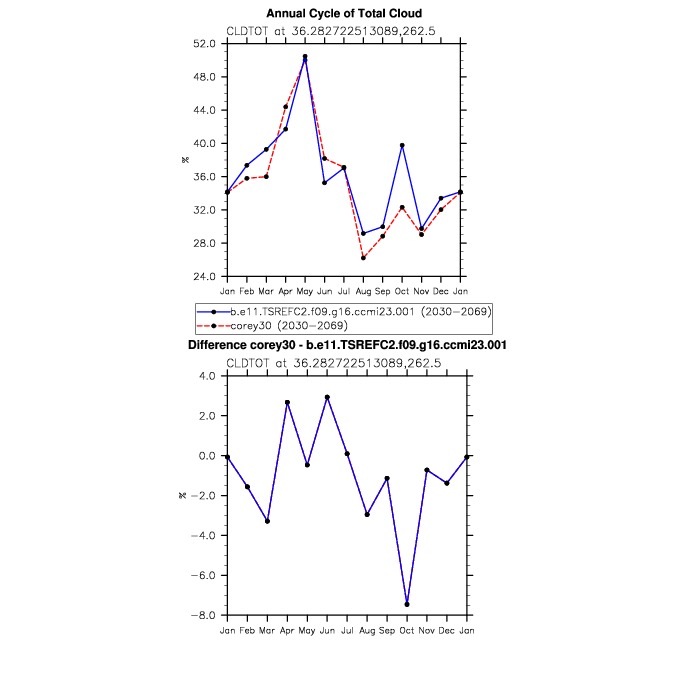 Annual Cycle of Total Cloud
CLDTOT at 36.282722513089,262.5
52.0
48.0
44.0
40.0
36.0
32.0
28.0
24.0
%
Jan Feb Mar Apr May Jun Jul Aug Sep Oct Nov Dec Jan
b.e11.TSREFC2.f09.g16.ccmi23.001 (2030-2069)
corey30 (2030-2069)
Difference corey30 - b.e11.TSREFC2.f09.g16.ccmi23.001
CLDTOT at 36.282722513089,262.5
4.0
2.0
0.0
-2.0
-4.0
-6.0
-8.0
%
Jan Feb Mar Apr May Jun Jul Aug Sep Oct Nov Dec Jan